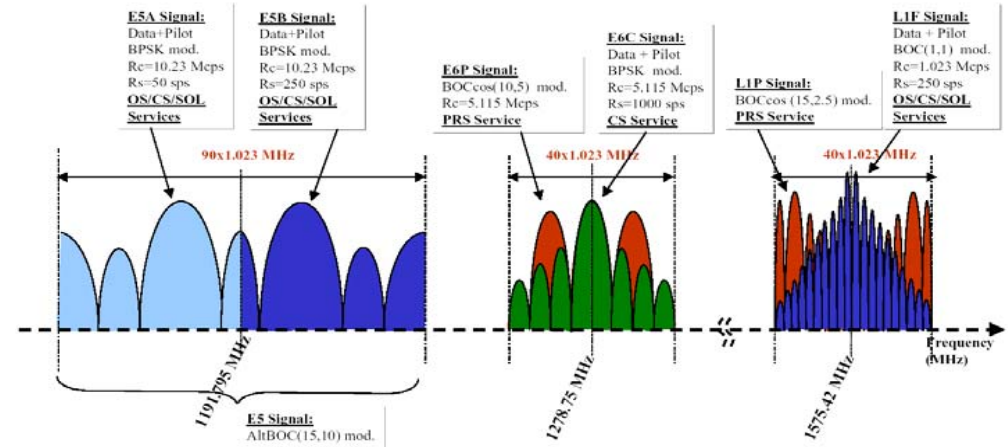 E5A Signal:
Data+Pilot
BPSK mod.
Rc=10.23 Mcps
Rs=50 sps
OS/CS/SOL
Services
E5B Signal:
Data+Pilot
BPSK mod.
Rc=10.23 Mcps
Rs=250 sps
OS/CS/SOL
Services
E6P Signal:
BOCcos(10,5) mod.
Rc=5.115 Mcps
PRS Service
E6C Signal:
Data + Pilot
BPSK mod.
Rc=5.115 Mcps
Rs=1000 sps
CS Service
L1P Signal:
BOCcos (15,2.5) mod.
PRS Service
L1F Signal:
Data + Pilot
BOC(1,1) mod.
Rc=1.023 Mcps
Rs=250 sps
OS/CS/SOL
Services
90x1.023 MHz
40x1.023 MHz
40x1.023 MHz
Frequency
(MHz)
1191.795 MHz
1278.75 MHz
1575.42 MHz
E5 Signal:
AltBOC(15,10) mod.